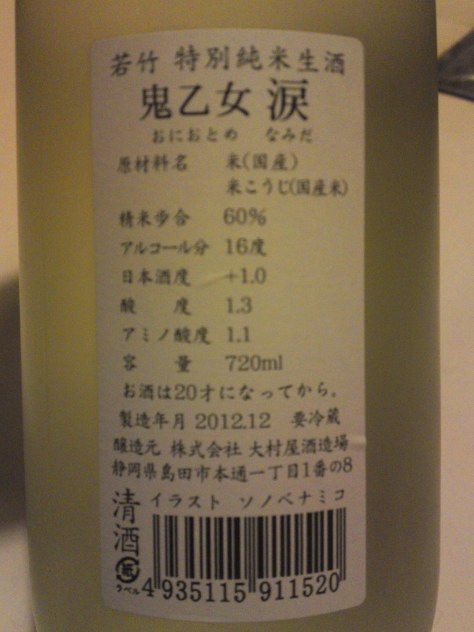 若竹 特別純米生酒
鬼乙女 涙
おにおとめ なみだ
原材料名 米(国産)
米こうじ(国産米)
精米歩合 60%
アルコール分 16度
日本酒度 +1.0
酸度 1.3
アミノ酸度 1.1
容量 720ml
お酒は20才になってから。
製造年月 2012.12 要冷蔵
醸造元 株式会社 大村屋酒造場
静岡県島田市本通一丁目1番の8
イラスト ソノベナミコ
清酒
ラベル
4 935115 911520